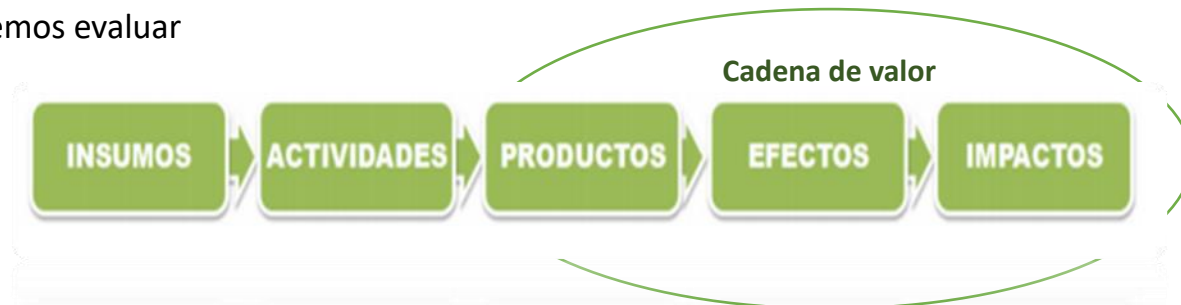 emos evaluar
Cadena de valor
INSUMOS ACTIVIDADES PRODUCTOS EFECTOS IMPACTOS